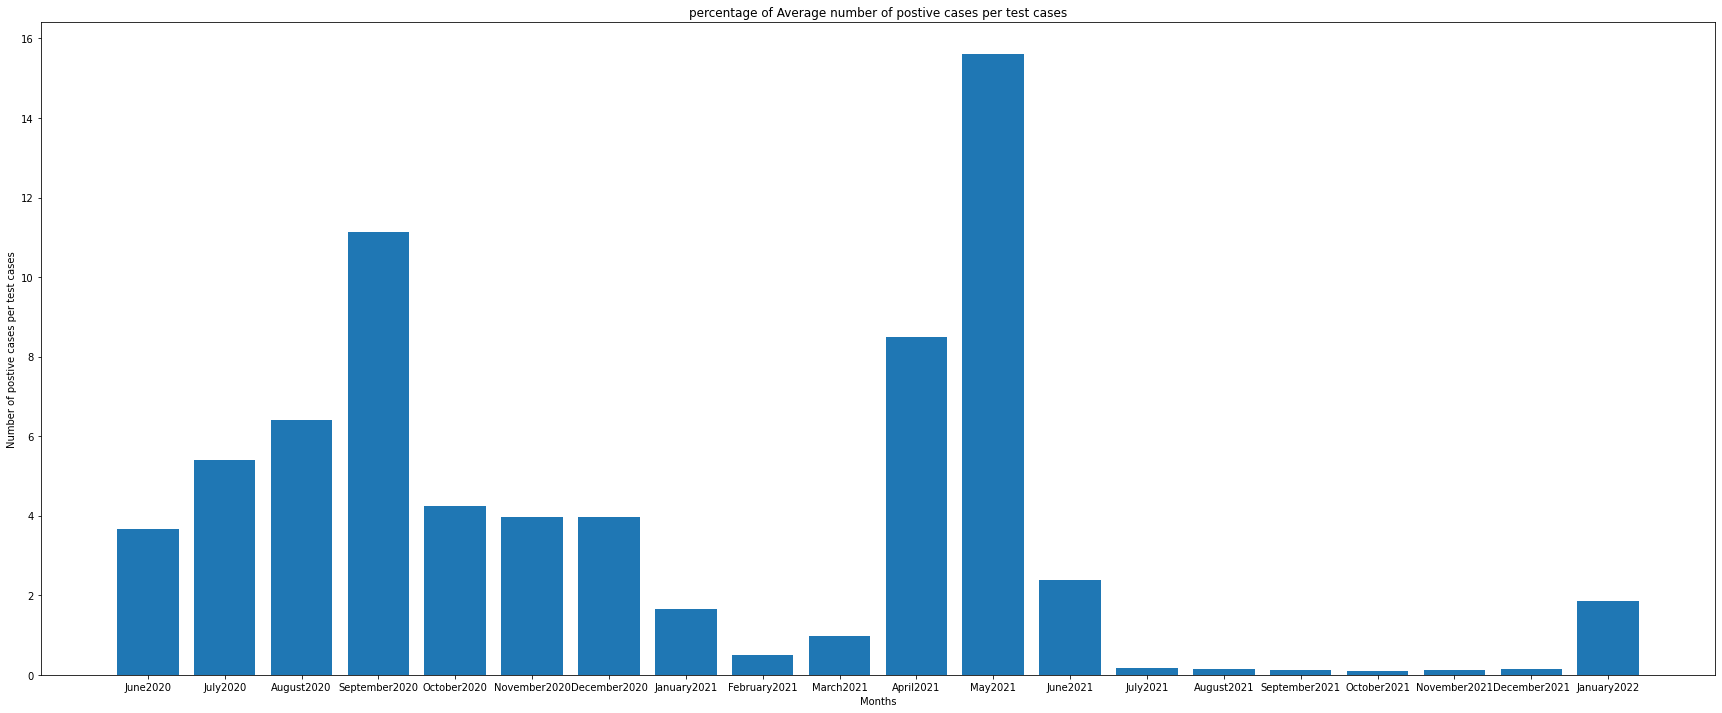 percentage of Average number of postive cases per test cases
Number of postive cases per test cases
16
14
12
10
8
6
4
2
0
June2020 July2020 August2020 September2020 October2020 November2020 December2020 January2021 February2021 March2021 April2021 May2021 June2021 July2021 August2021 September2021 October2021 November2021 December2021 January2022
Months